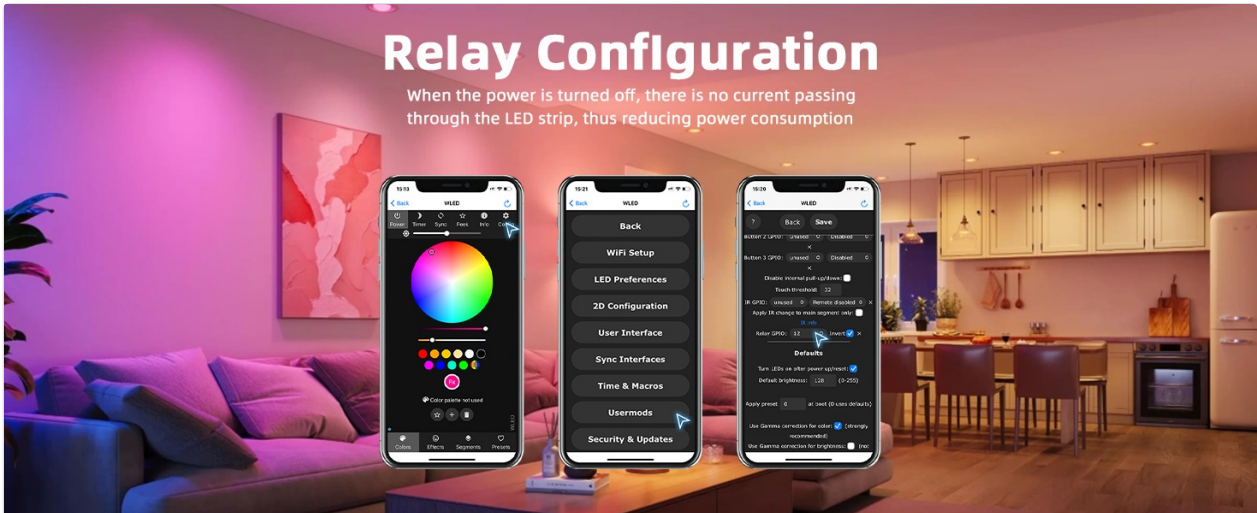 Relay ConfIguration
When the power is turned off, there is no current passing
through the LED strip, thus reducing power consumption
15:13
Back WLED
Power Timer Sync Peek Info
Fx
Color palette not used
Colors Effects Segments Presets
15:21
Back WLED
Back
WiFi Setup
LED Preferences
2D Configuration
User Interface
Sync Interfaces
Time & Macros
Usermods
Security & Updates
15:20
Back WLED
? Back Save
Button 2 GPIO: unused Disabled
×
Button 3 GPIO: unused Disabled
×
Disable internal pull-up/down:
Touch threshold: 32
IR GPIO: unused Remote disabled ×
Apply IR change to main segment only:
IR info
Relay GPIO: 12 Invert ×
Defaults
Turn LEDs on after power up/reset:
Default brightness: 128 (0-255)
Apply preset 0 at boot (0 uses defaults)
Use Gamma correction for color: (strongly
recommended)
Use Gamma correction for brightness: (not